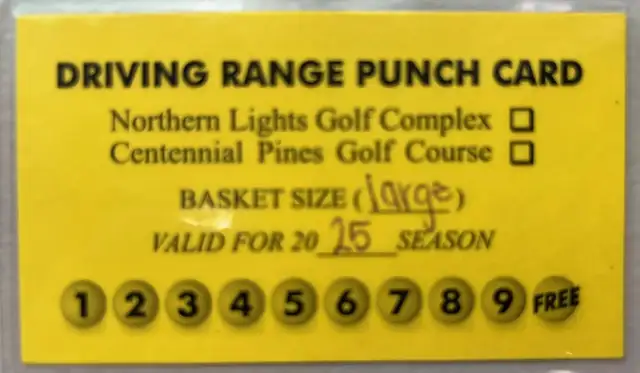 DRIVING RANGE PUNCH CARD
Northern Lights Golf Complex
Centennial Pines Golf Course
BASKET SIZE (large)
VALID FOR 2025 SEASON
1 2 3 4 5 6 7 8 9 FREE